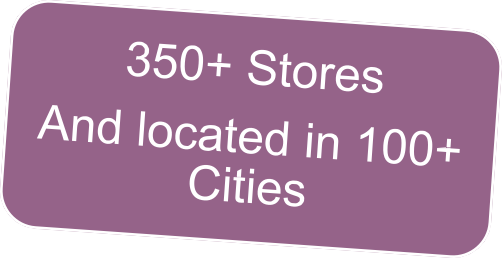 350+ Stores
And located in 100+
Cities